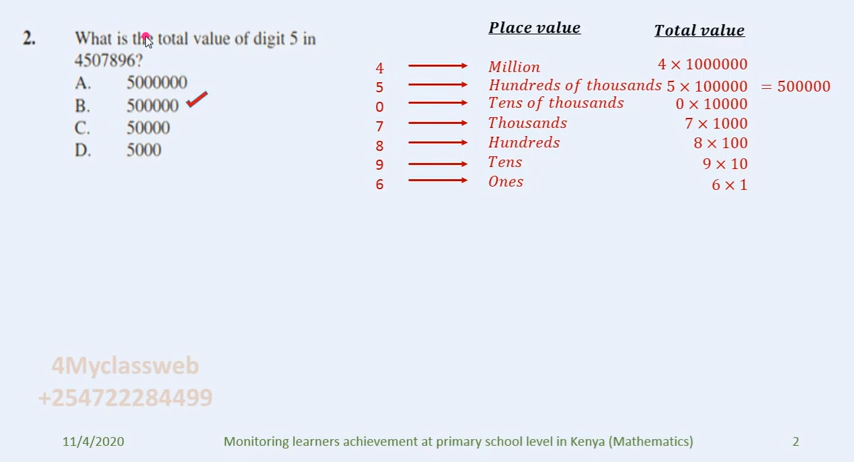 2. What is the total value of digit 5 in
4507896?
A. 5000000
B. 500000
C. 50000
D. 5000
Place value Total value
4 Million 4 × 1000000
5 Hundreds of thousands 5 × 100000 = 500000
0 Tens of thousands 0 × 10000
7 Thousands 7 × 1000
8 Hundreds 8 × 100
9 Tens 9 × 10
6 Ones 6 × 1
4Myclassweb
+254722284499
11/4/2020 Monitoring learners achievement at primary school level in Kenya (Mathematics) 2